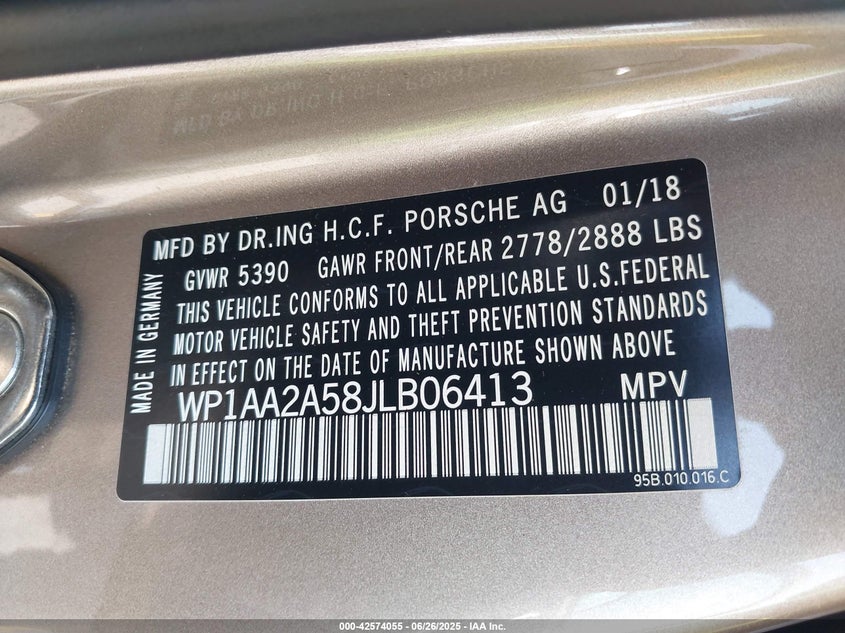 MFD BY DR.ING H.C.F. PORSCHE AG 01/18
GVWR 5390 GAWR FRONT/REAR 2778/2888 LBS
THIS VEHICLE CONFORMS TO ALL APPLICABLE U.S.FEDERAL
MOTOR VEHICLE SAFETY AND THEFT PREVENTION STANDARDS
IN EFFECT ON THE DATE OF MANUFACTURE SHOWN ABOVE
WP1AA2A58JLB06413 MPV
MADE IN GERMANY
95B.010.016.C
000-42574055 - 06/26/2025 - IAA Inc.